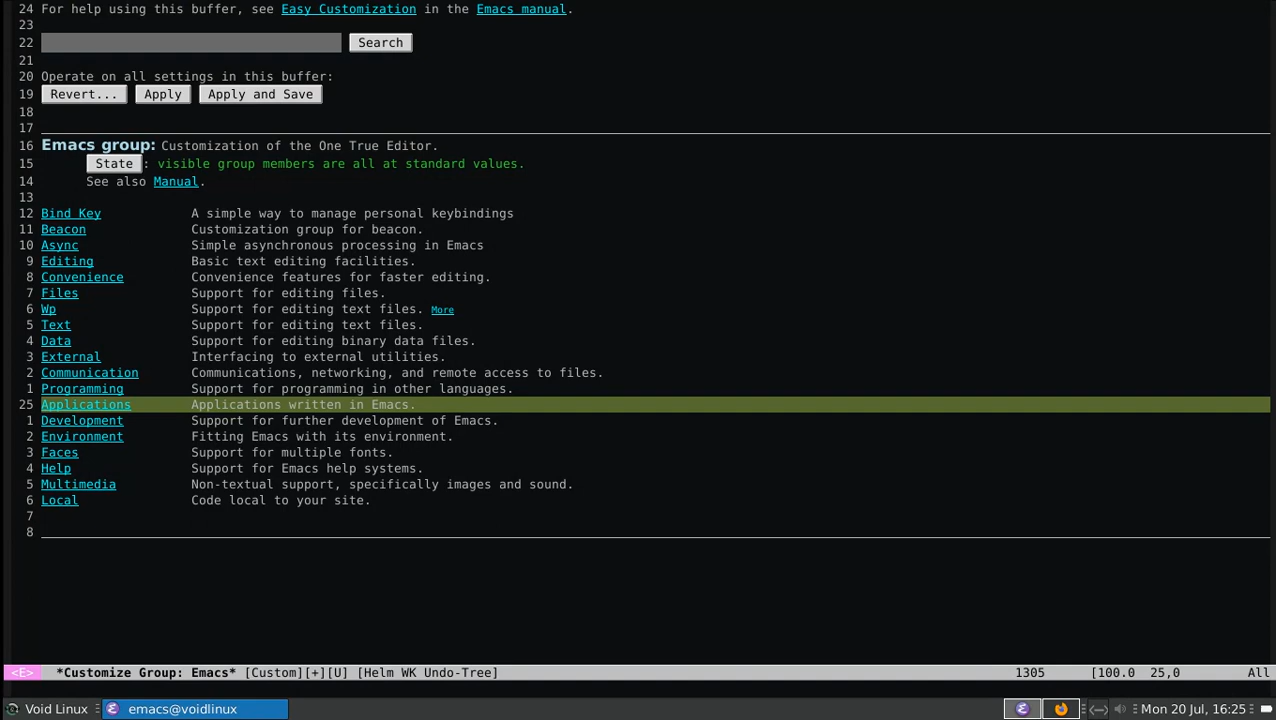 24 For help using this buffer, see Easy Customization in the Emacs manual.
23
22 Search
21
20 Operate on all settings in this buffer:
19 Revert... Apply Apply and Save
18
17
16 Emacs group: Customization of the One True Editor.
15 State : visible group members are all at standard values.
14 See also Manual.
13
12 Bind Key A simple way to manage personal keybindings
11 Beacon Customization group for beacon.
10 Async Simple asynchronous processing in Emacs
9 Editing Basic text editing facilities.
8 Convenience Convenience features for faster editing.
7 Files Support for editing files.
6 Wp Support for editing text files. More
5 Text Support for editing text files.
4 Data Support for editing binary data files.
3 External Interfacing to external utilities.
2 Communication Communications, networking, and remote access to files.
1 Programming Support for programming in other languages.
25 Applications Applications written in Emacs.
1 Development Support for further development of Emacs.
2 Environment Fitting Emacs with its environment.
3 Faces Support for multiple fonts.
4 Help Support for Emacs help systems.
5 Multimedia Non-textual support, specifically images and sound.
6 Local Code local to your site.
7
8
<E> *Customize Group: Emacs* [Custom][+][U] [Helm WK Undo-Tree] 1305 [100.0 25,0 All
Void Linux emacs@voidlinux Mon 20 Jul, 16:25